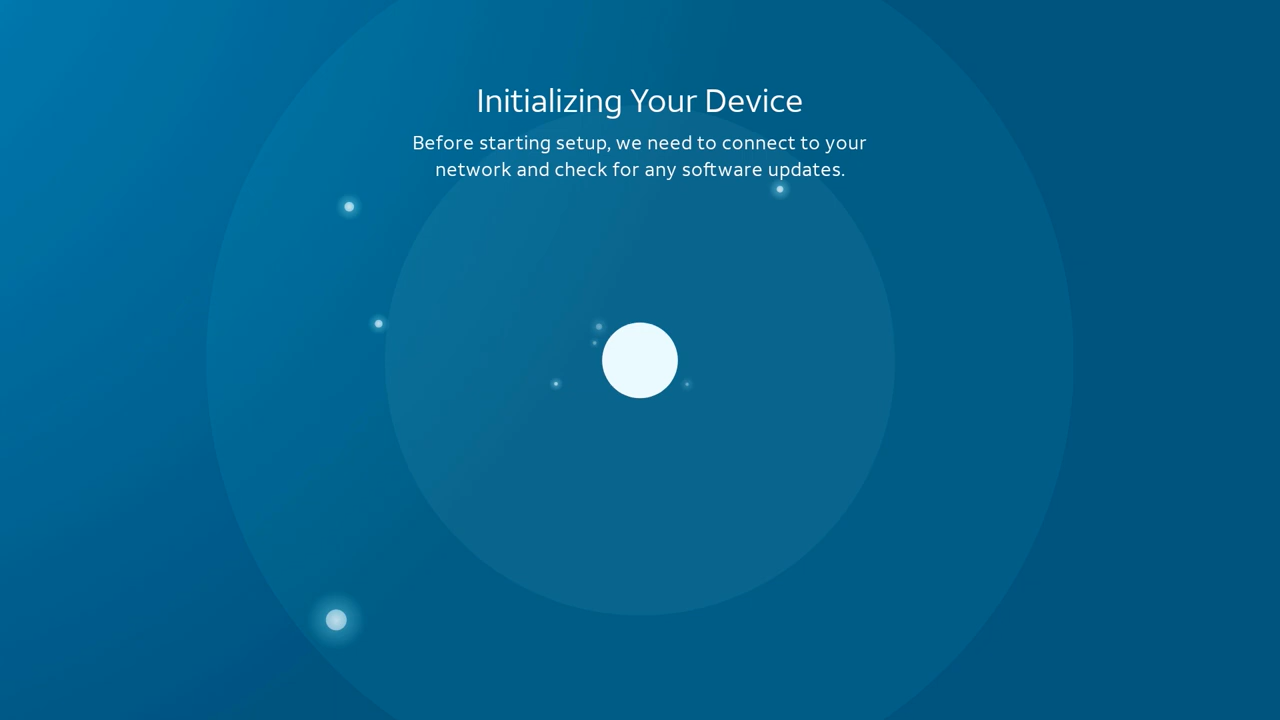 Initializing Your Device
Before starting setup, we need to connect to your
network and check for any software updates.